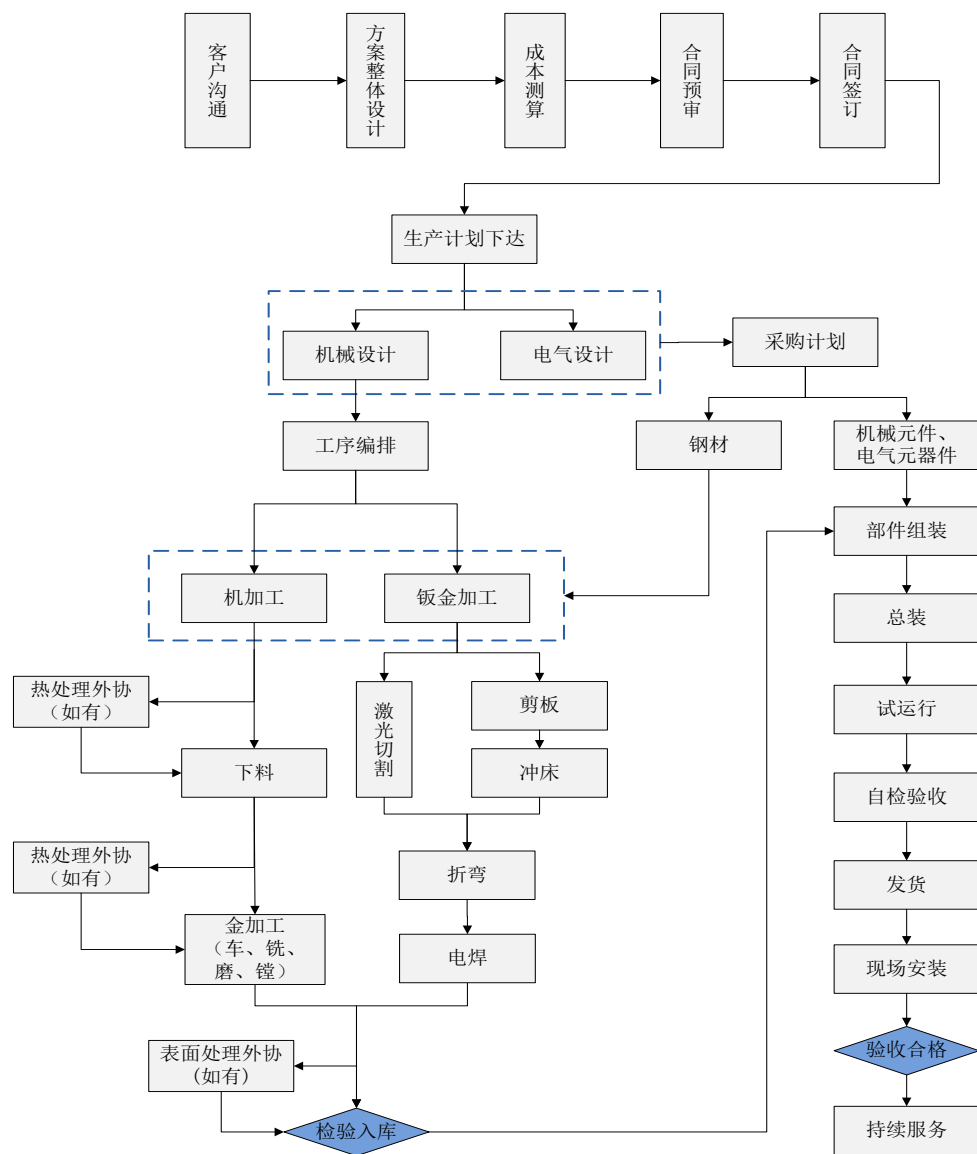 客户沟通
方案整体设计
成本测算
合同预审
合同签订
生产计划下达
机械设计
电气设计
采购计划
工序编排
钢材
机械元件、
电气元器件
部件组装
机加工
钣金加工
总装
热处理外协
（如有）
激光切割
剪板
试运行
下料
冲床
自检验收
热处理外协
（如有）
折弯
发货
金加工
（车、铣、
磨、镗）
电焊
现场安装
表面处理外协
(如有)
验收合格
检验入库
持续服务